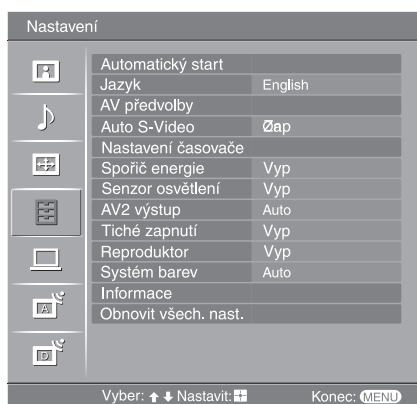 Nastavení
Automatický start
Jazyk English
AV předvolby
Auto S-Video Zap
Nastavení časovače
Spořič energie Vyp
Senzor osvětlení Vyp
AV2 výstup Auto
Tiché zapnutí Vyp
Reproduktor Vyp
Systém barev Auto
Informace
Obnovit všech. nast.
A
D
Vyber: Nastavit: Konec: MENU